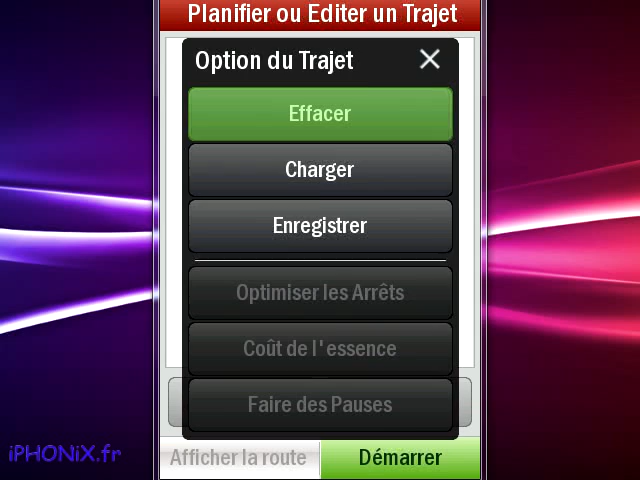 Planifier ou Editer un Trajet
Option du Trajet
Effacer
Charger
Enregistrer
Optimiser les Arrêts
Coût de l'essence
Faire des Pauses
Afficher la route
Démarrer
iPHONiX.fr